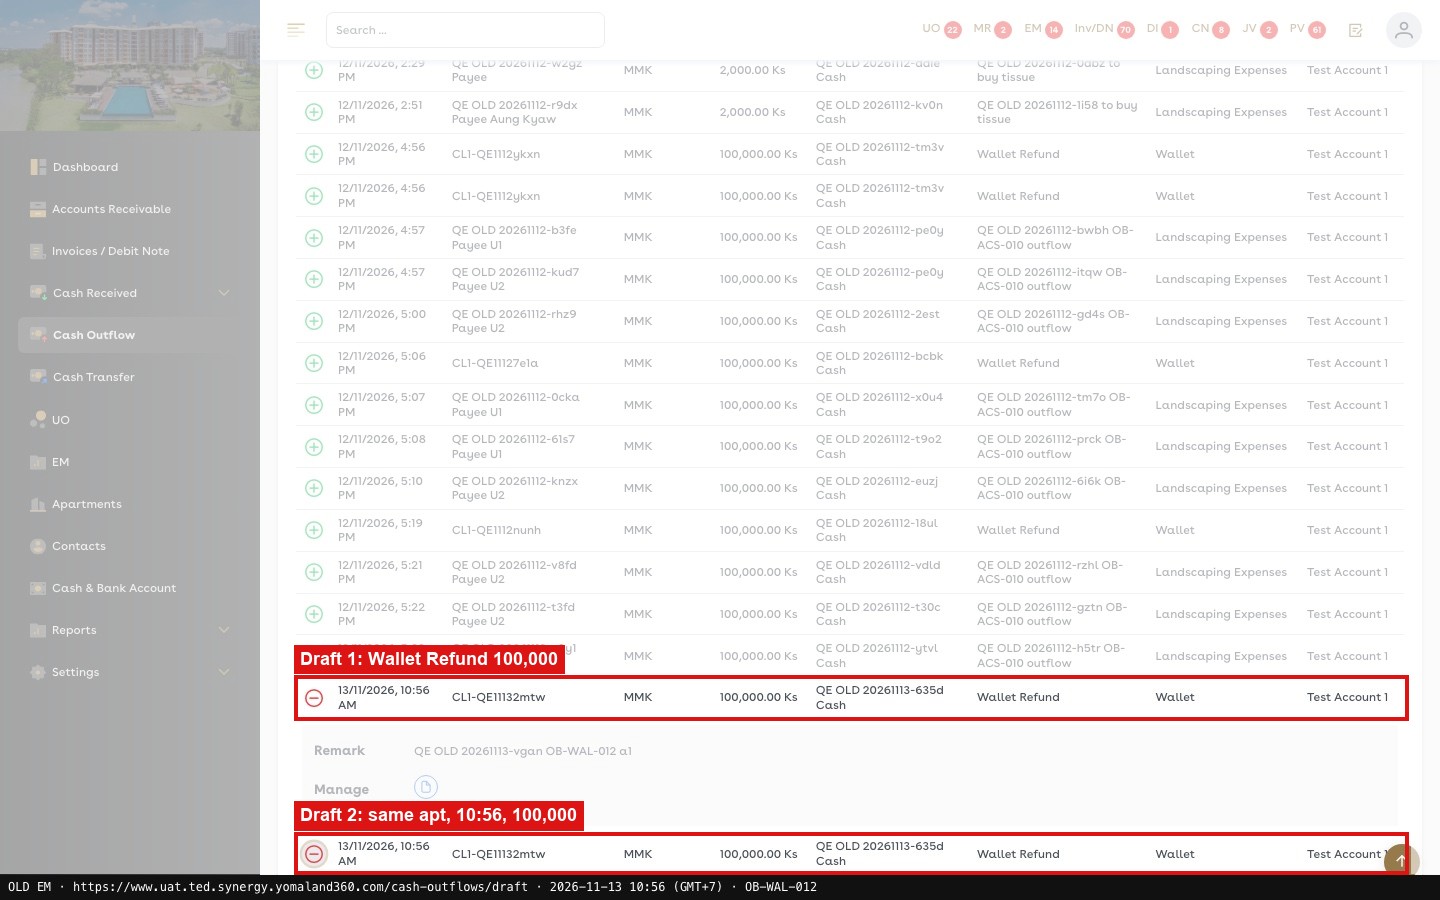 Search ...
UO 22 MR 2 EM 14 Inv/DN 70 DI 1 CN 8 JV 2 PV 61
Dashboard
Accounts Receivable
Invoices / Debit Note
Cash Received
Cash Outflow
Cash Transfer
UO
EM
Apartments
Contacts
Cash & Bank Account
Reports
Settings
12/11/2026, 2:29 PM QE OLD 20261112-w2gz Payee MMK 2,000.00 Ks Cash buy tissue Landscaping Expenses Test Account 1
12/11/2026, 2:51 PM QE OLD 20261112-r9dx Payee Aung Kyaw MMK 2,000.00 Ks QE OLD 20261112-kv0n Cash QE OLD 20261112-1i58 to buy tissue Landscaping Expenses Test Account 1
12/11/2026, 4:56 PM CL1-QE1112ykxn MMK 100,000.00 Ks QE OLD 20261112-tm3v Cash Wallet Refund Wallet Test Account 1
12/11/2026, 4:56 PM CL1-QE1112ykxn MMK 100,000.00 Ks QE OLD 20261112-tm3v Cash Wallet Refund Wallet Test Account 1
12/11/2026, 4:57 PM QE OLD 20261112-b3fe Payee U1 MMK 100,000.00 Ks QE OLD 20261112-pe0y Cash QE OLD 20261112-bwbh OB-ACS-010 outflow Landscaping Expenses Test Account 1
12/11/2026, 4:57 PM QE OLD 20261112-kud7 Payee U2 MMK 100,000.00 Ks QE OLD 20261112-pe0y Cash QE OLD 20261112-itqw OB-ACS-010 outflow Landscaping Expenses Test Account 1
12/11/2026, 5:00 PM QE OLD 20261112-rhz9 Payee U2 MMK 100,000.00 Ks QE OLD 20261112-2est Cash QE OLD 20261112-gd4s OB-ACS-010 outflow Landscaping Expenses Test Account 1
12/11/2026, 5:06 PM CL1-QE11127e1a MMK 100,000.00 Ks QE OLD 20261112-bcbk Cash Wallet Refund Wallet Test Account 1
12/11/2026, 5:07 PM QE OLD 20261112-0cka Payee U1 MMK 100,000.00 Ks QE OLD 20261112-x0u4 Cash QE OLD 20261112-tm7o OB-ACS-010 outflow Landscaping Expenses Test Account 1
12/11/2026, 5:08 PM QE OLD 20261112-61s7 Payee U1 MMK 100,000.00 Ks QE OLD 20261112-t9o2 Cash QE OLD 20261112-prck OB-ACS-010 outflow Landscaping Expenses Test Account 1
12/11/2026, 5:10 PM QE OLD 20261112-knzx Payee U2 MMK 100,000.00 Ks QE OLD 20261112-euzj Cash QE OLD 20261112-6i6k OB-ACS-010 outflow Landscaping Expenses Test Account 1
12/11/2026, 5:19 PM CL1-QE1112nunh MMK 100,000.00 Ks QE OLD 20261112-18ul Cash Wallet Refund Wallet Test Account 1
12/11/2026, 5:21 PM QE OLD 20261112-v8fd Payee U2 MMK 100,000.00 Ks QE OLD 20261112-vdld Cash QE OLD 20261112-rzhl OB-ACS-010 outflow Landscaping Expenses Test Account 1
12/11/2026, 5:22 PM QE OLD 20261112-t3fd Payee U2 MMK 100,000.00 Ks QE OLD 20261112-t30c Cash QE OLD 20261112-gztn OB-ACS-010 outflow Landscaping Expenses Test Account 1
MMK 100,000.00 Ks QE OLD 20261112-ytvl Cash QE OLD 20261112-h5tr OB-ACS-010 outflow Landscaping Expenses Test Account 1
Draft 1: Wallet Refund 100,000
13/11/2026, 10:56 AM CL1-QE11132mtw MMK 100,000.00 Ks QE OLD 20261113-635d Cash Wallet Refund Wallet Test Account 1
Remark QE OLD 20261113-vgan OB-WAL-012 a1
Manage
Draft 2: same apt, 10:56, 100,000
13/11/2026, 10:56 AM CL1-QE11132mtw MMK 100,000.00 Ks QE OLD 20261113-635d Cash Wallet Refund Wallet Test Account 1
OLD EM · https://www.uat.ted.synergy.yomaland360.com/cash-outflows/draft · 2026-11-13 10:56 (GMT+7) · OB-WAL-012